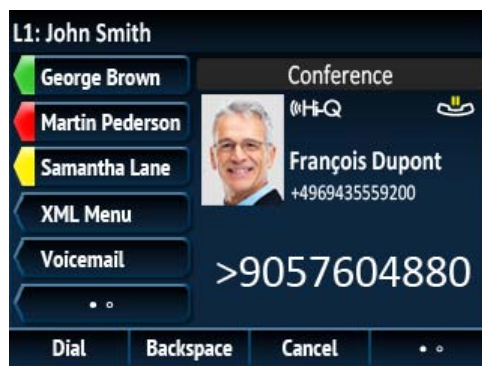 L1: John Smith
George Brown
Martin Pederson
Samantha Lane
XML Menu
Voicemail
Conference
Hi-Q
François Dupont
+4969435559200
>9057604880
Dial Backspace Cancel